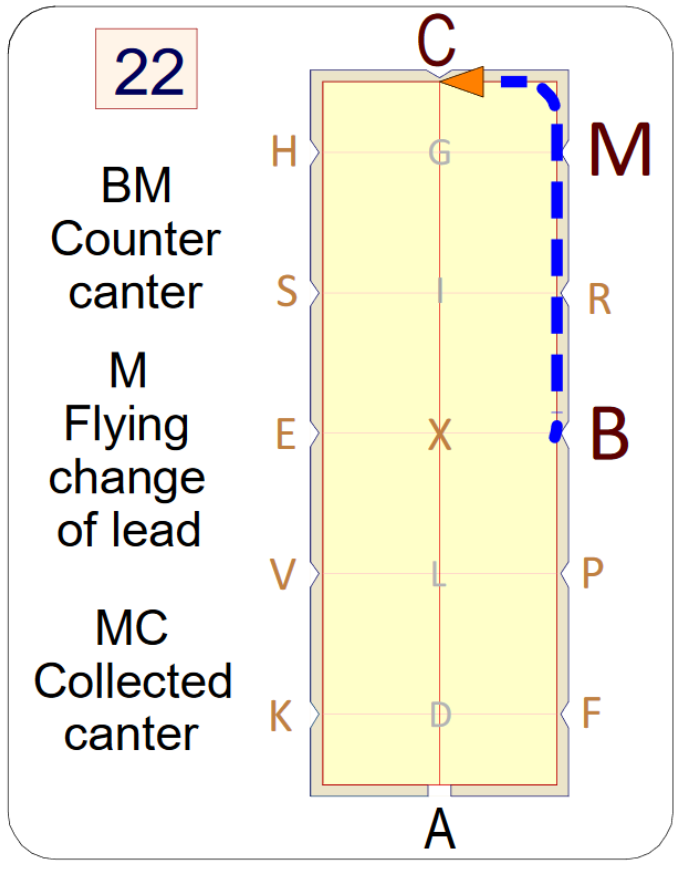 22
BM
Counter
canter
M
Flying
change
of lead
MC
Collected
canter
C
H G M
S I R
E X B
V L P
K D F
A